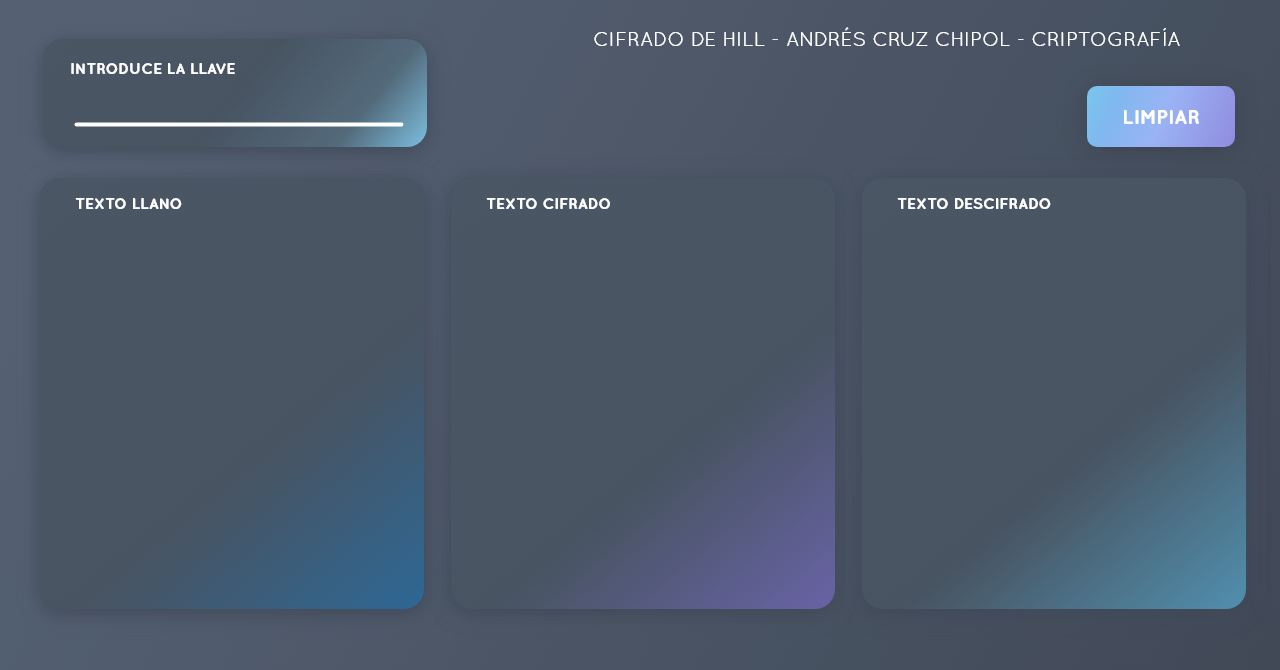 CIFRADO DE HILL - ANDRÉS CRUZ CHIPOL - CRIPTOGRAFÍA
INTRODUCE LA LLAVE
LIMPIAR
TEXTO LLANO
TEXTO CIFRADO
TEXTO DESCIFRADO